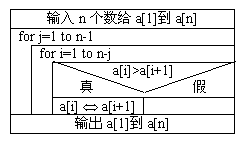 输入 n 个数给 a[1]到 a[n]
for j=1 to n-1
for i=1 to n-j
a[i]>a[i+1]
真 假
a[i] ⇔ a[i+1]
输出 a[1]到 a[n]